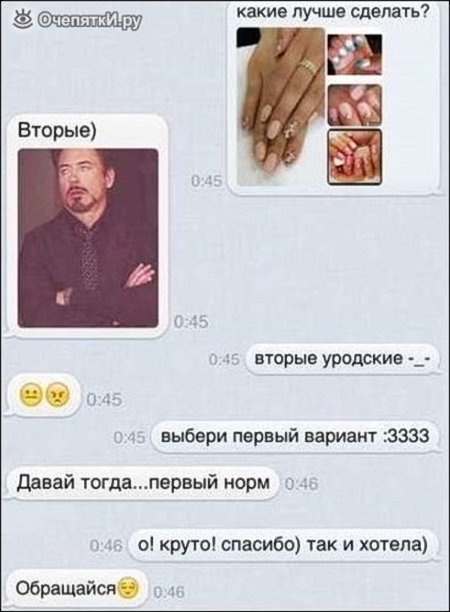 ОчепяткИ.ру
какие лучше сделать?
0:45
Вторые)
0:45
0:45 вторые уродские -_-
😐😠 0:45
0:45 выбери первый вариант :3333
Давай тогда...первый норм 0:46
0:46 о! круто! спасибо) так и хотела)
Обращайся😌 0:46